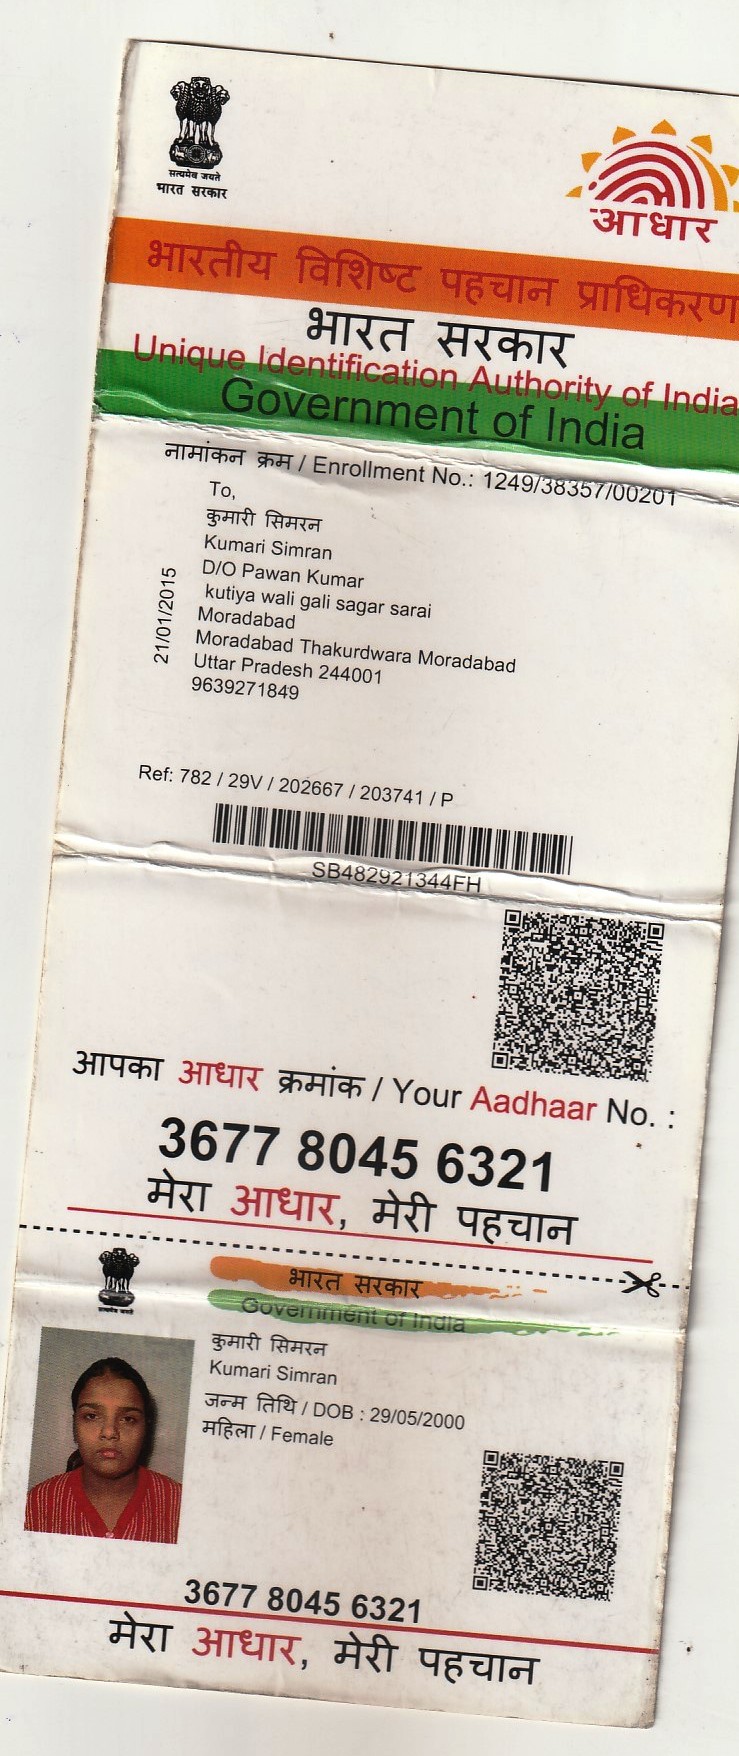 सत्यमेव जयते
भारत सरकार
आधार
भारतीय विशिष्ट पहचान प्राधिकरण
भारत सरकार
Unique Identification Authority of India
Government of India
नामांकन क्रम / Enrollment No.: 1249/38357/00201
To,
कुमारी सिमरन
Kumari Simran
D/O Pawan Kumar
kutiya wali gali sagar sarai
Moradabad
Moradabad Thakurdwara Moradabad
Uttar Pradesh 244001
9639271849
21/01/2015
Ref: 782 / 29V / 202667 / 203741 / P
SB482921344FH
आपका आधार क्रमांक / Your Aadhaar No. :
3677 8045 6321
मेरा आधार, मेरी पहचान
भारत सरकार
Government of India
कुमारी सिमरन
Kumari Simran
जन्म तिथि / DOB : 29/05/2000
महिला / Female
3677 8045 6321
मेरा आधार, मेरी पहचान